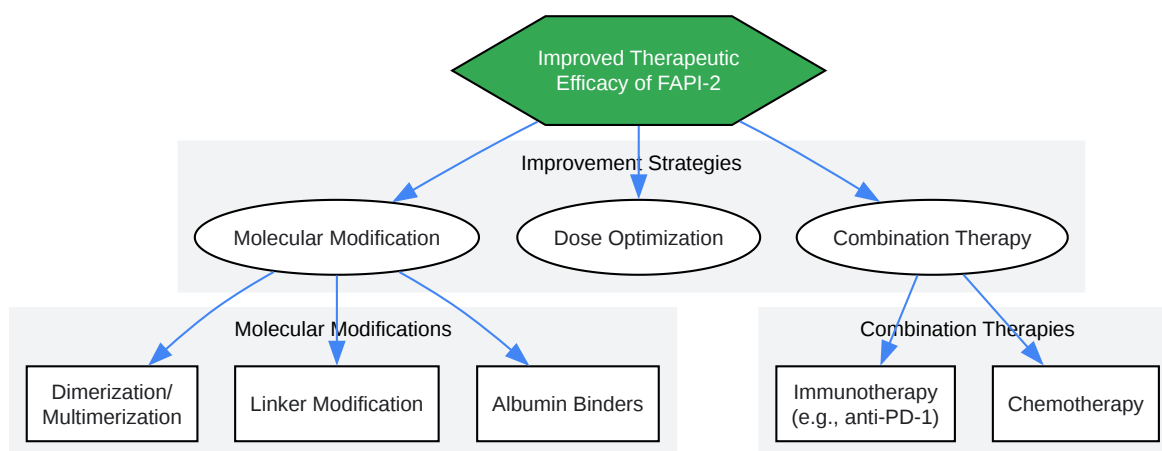 Improved Therapeutic
Efficacy of FAPI-2
Improvement Strategies
Molecular Modification
Dose Optimization
Combination Therapy
Molecular Modifications
Combination Therapies
Dimerization/
Multimerization
Linker Modification
Albumin Binders
Immunotherapy
(e.g., anti-PD-1)
Chemotherapy